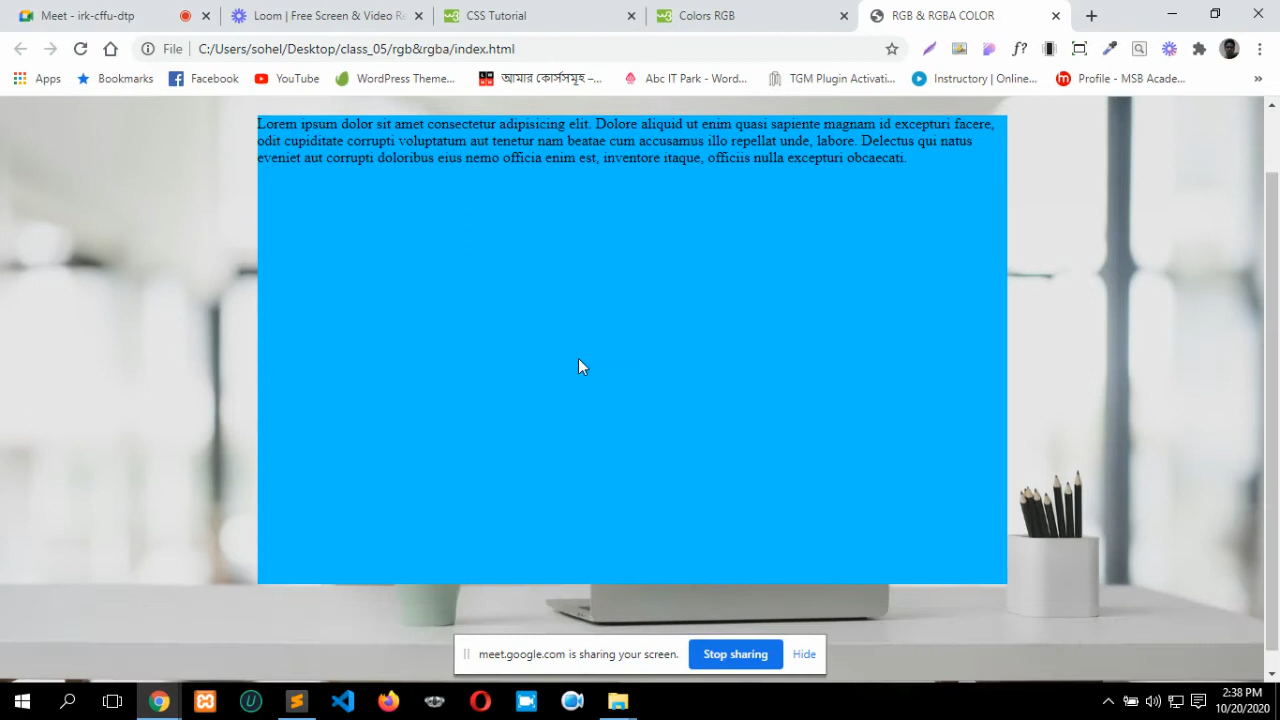 Meet - irk-cffu-dtp
Loom | Free Screen & Video Re
CSS Tutorial
Colors RGB
RGB & RGBA COLOR
File
C:/Users/sohel/Desktop/class_05/rgb&rgba/index.html
f?
Apps
Bookmarks
Facebook
YouTube
WordPress Theme...
আমার কোর্সসমূহ –...
Abc IT Park - Word...
TGM Plugin Activati...
Instructory | Online...
Profile - MSB Acade...
»
Lorem ipsum dolor sit amet consectetur adipisicing elit. Dolore aliquid ut enim quasi sapiente magnam id excepturi facere,
odit cupiditate corrupti voluptatum aut tenetur nam beatae cum accusamus illo repellat unde, labore. Delectus qui natus
eveniet aut corrupti doloribus eius nemo officia enim est, inventore itaque, officiis nulla excepturi obcaecati.
meet.google.com is sharing your screen.
Stop sharing
Hide
2:38 PM
10/20/2020